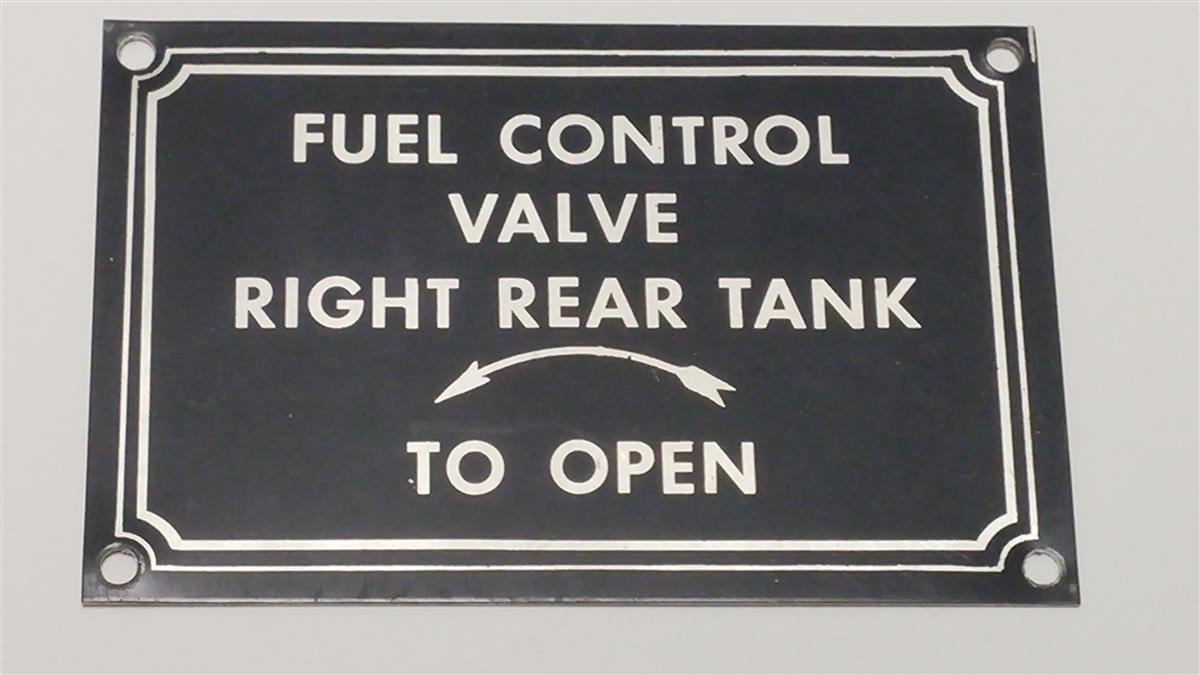 FUEL CONTROL
VALVE
RIGHT REAR TANK
TO OPEN